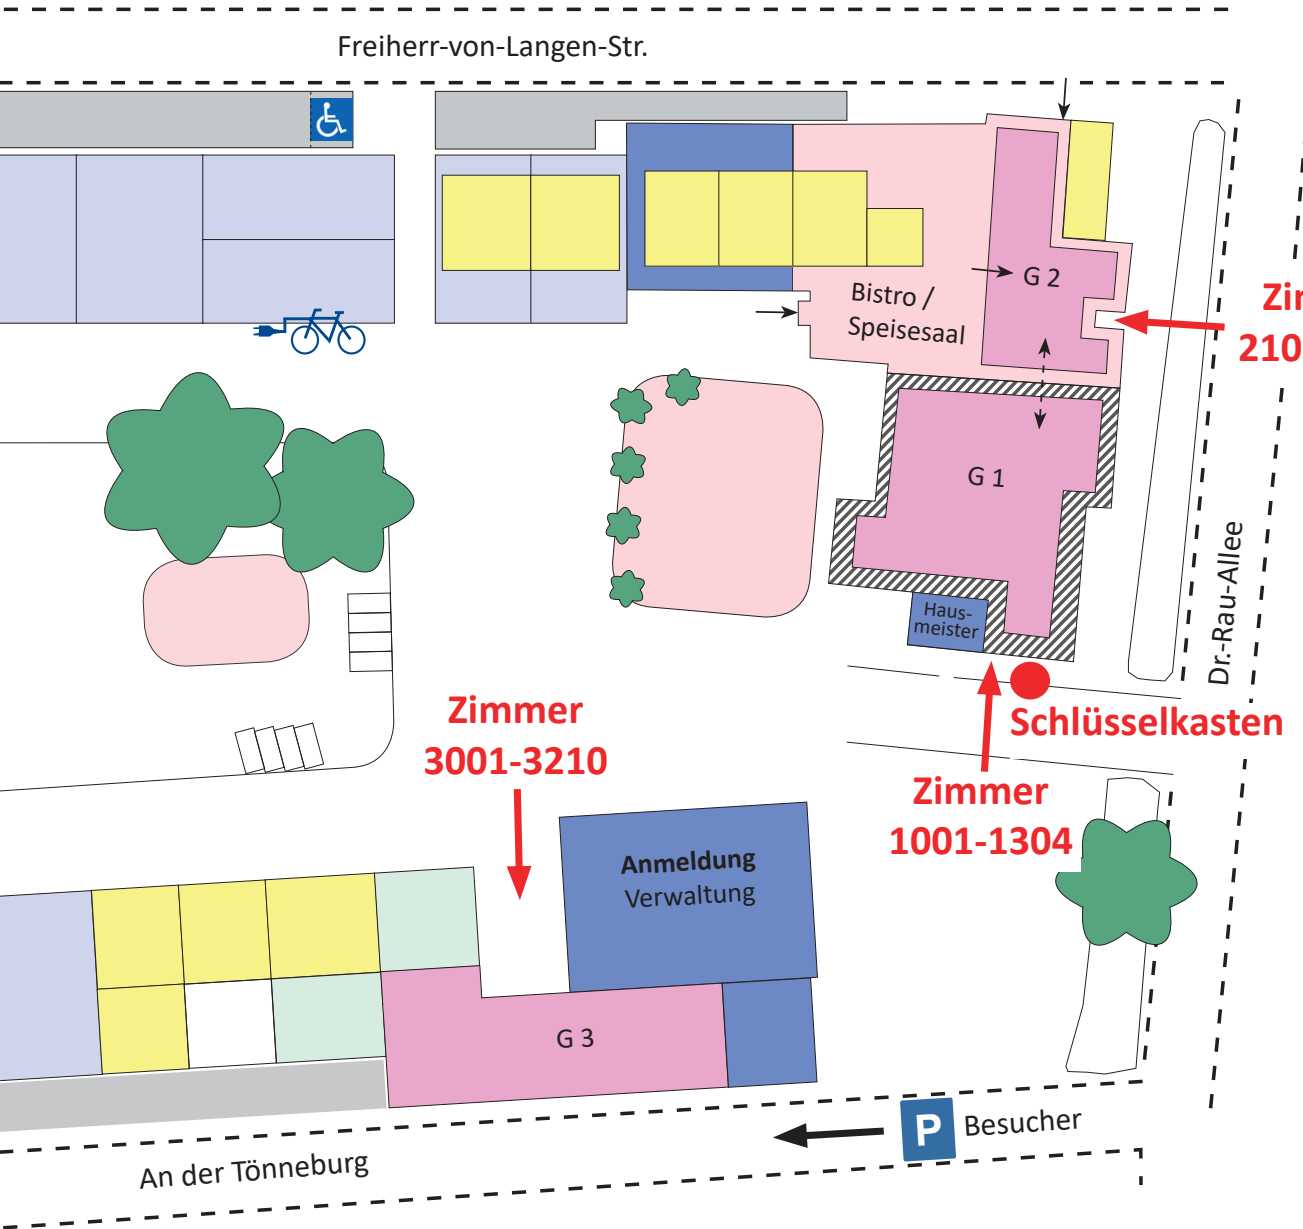 Freiherr-von-Langen-Str.
G 2
Bistro /
Speisesaal
210
G 1
Haus-
meister
Dr.-Rau-Allee
Schlüsselkasten
Zimmer
3001-3210
Zimmer
1001-1304
Anmeldung
Verwaltung
G 3
P
Besucher
An der Tönneburg